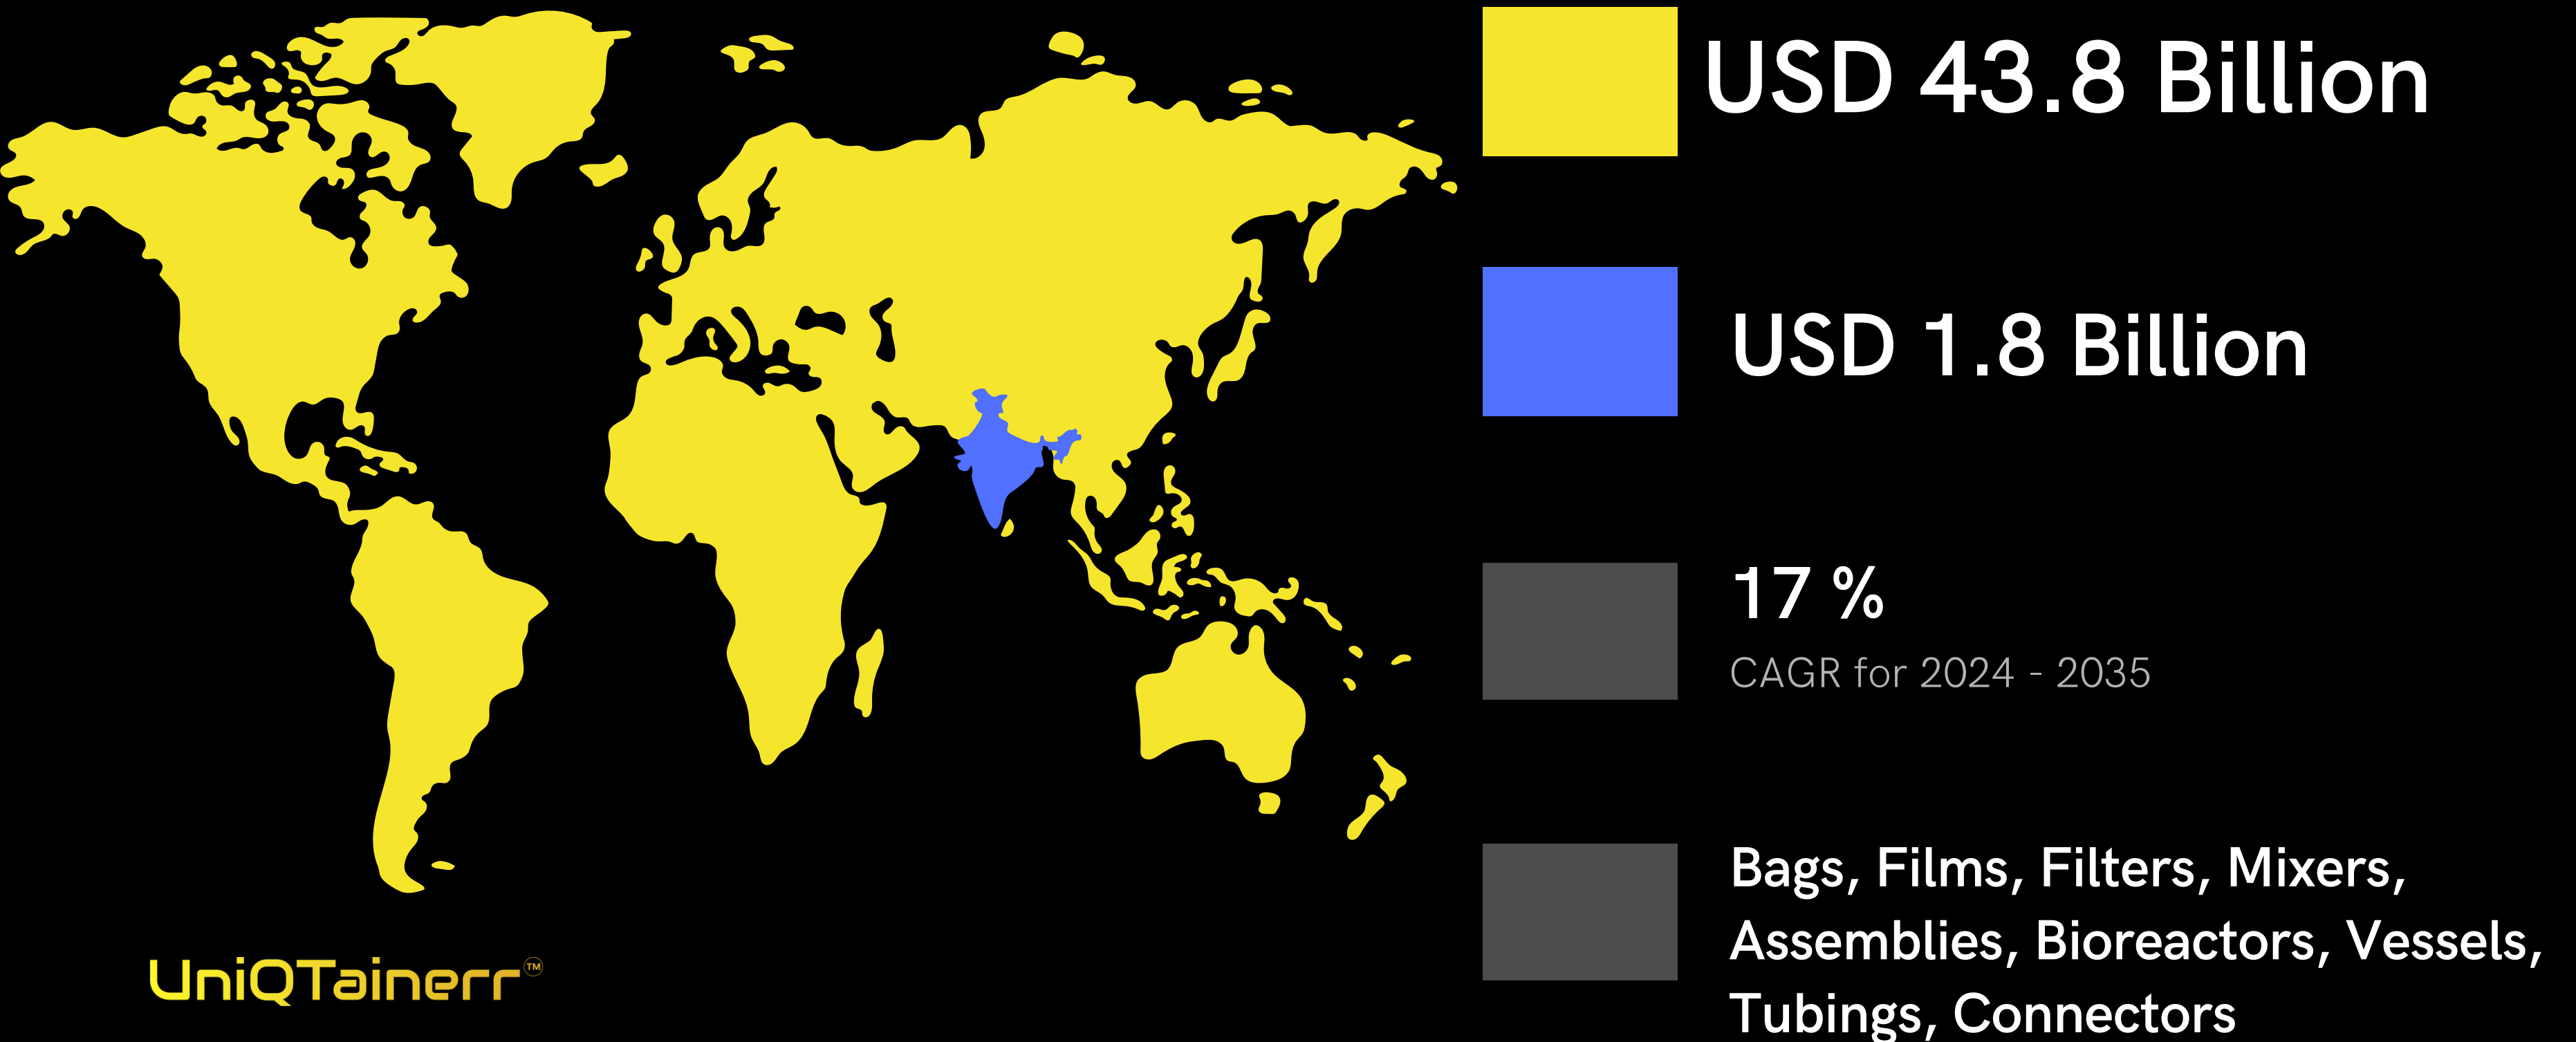 USD 43.8 Billion
USD 1.8 Billion
17 %
CAGR for 2024 - 2035
Bags, Films, Filters, Mixers,
Assemblies, Bioreactors, Vessels,
Tubings, Connectors
UniQTainerr™